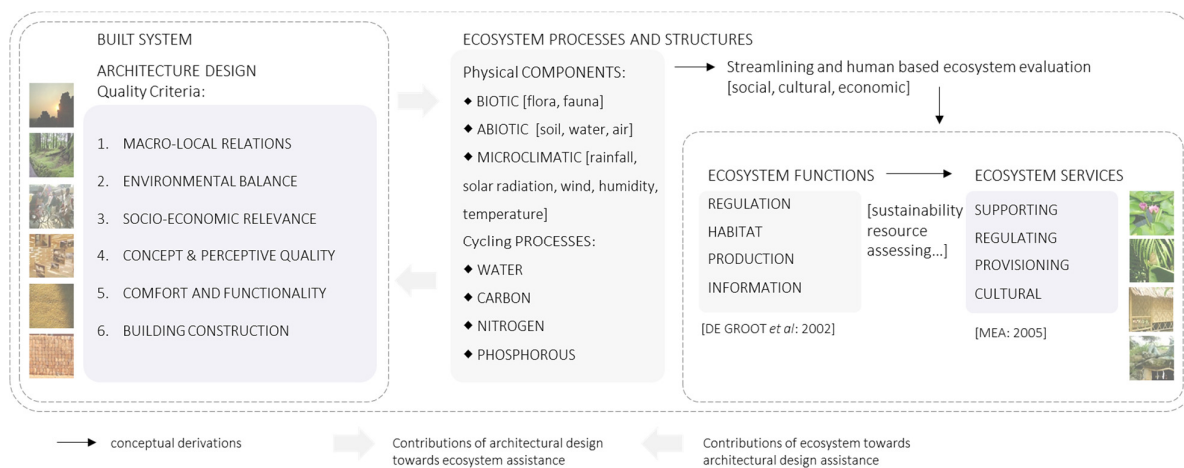 BUILT SYSTEM
ARCHITECTURE DESIGN
Quality Criteria:
1. MACRO-LOCAL RELATIONS
2. ENVIRONMENTAL BALANCE
3. SOCIO-ECONOMIC RELEVANCE
4. CONCEPT & PERCEPTIVE QUALITY
5. COMFORT AND FUNCTIONALITY
6. BUILDING CONSTRUCTION
ECOSYSTEM PROCESSES AND STRUCTURES
Physical COMPONENTS:
◆ BIOTIC [flora, fauna]
◆ ABIOTIC [soil, water, air]
◆ MICROCLIMATIC [rainfall,
solar radiation, wind, humidity,
temperature]
Cycling PROCESSES:
◆ WATER
◆ CARBON
◆ NITROGEN
◆ PHOSPHOROUS
Streamlining and human based ecosystem evaluation
[social, cultural, economic]
ECOSYSTEM FUNCTIONS
REGULATION
HABITAT
PRODUCTION
INFORMATION
[DE GROOT et al: 2002]
[sustainability
resource
assessing...]
ECOSYSTEM SERVICES
SUPPORTING
REGULATING
PROVISIONING
CULTURAL
[MEA: 2005]
conceptual derivations
Contributions of architectural design
towards ecosystem assistance
Contributions of ecosystem towards
architectural design assistance